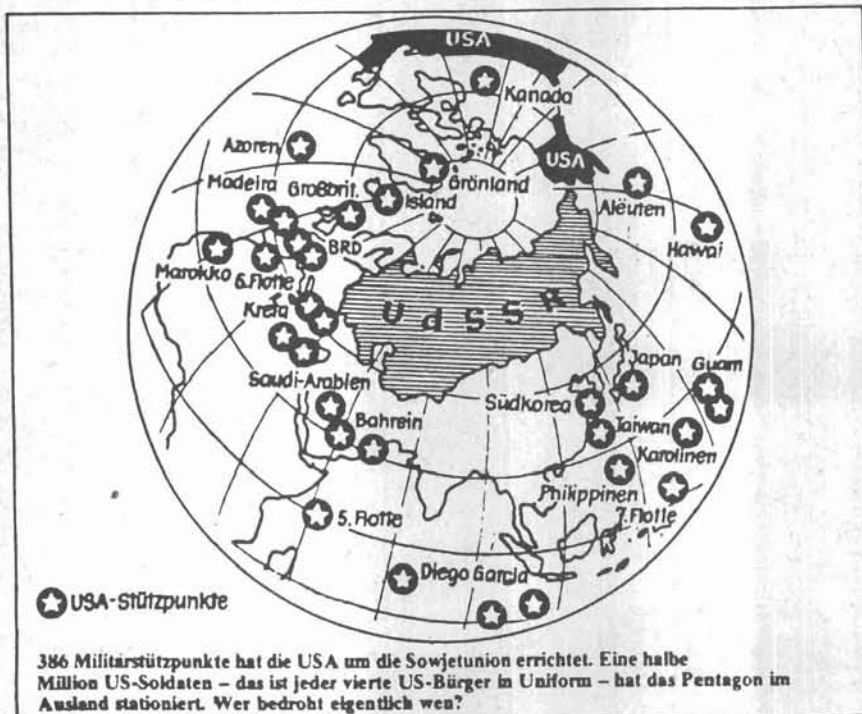 USA
Kanada
Azoren
USA
Grönland
Madeira
Großbrit.
Island
Alëuten
Hawai
BRD
Marokko
6. Flotte
UdSSR
Kreta
Japan
Guam
Saudi-Arabien
Südkorea
Bahrein
Taiwan
Karolinen
Philippinen
7. Flotte
5. Flotte
Diego Garcia
USA-Stützpunkte
386 Militärstützpunkte hat die USA um die Sowjetunion errichtet. Eine halbe
Million US-Soldaten – das ist jeder vierte US-Bürger in Uniform – hat das Pentagon im
Ausland stationiert. Wer bedroht eigentlich wen?